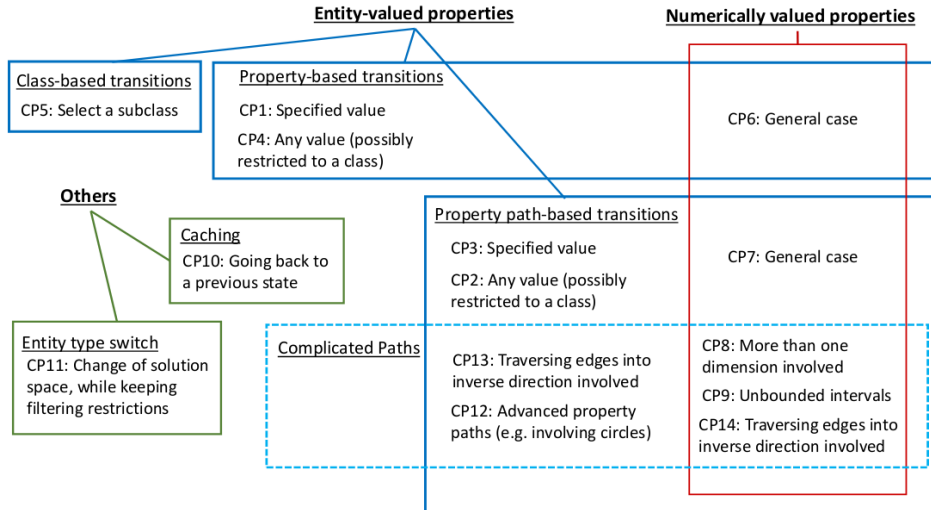 Entity-valued properties
Numerically valued properties
Class-based transitions
CP5: Select a subclass
Property-based transitions
CP1: Specified value
CP4: Any value (possibly
restricted to a class)
CP6: General case
Others
Caching
CP10: Going back to
a previous state
Property path-based transitions
CP3: Specified value
CP2: Any value (possibly
restricted to a class)
CP7: General case
Entity type switch
CP11: Change of solution
space, while keeping
filtering restrictions
Complicated Paths
CP13: Traversing edges into
inverse direction involved
CP12: Advanced property
paths (e.g. involving circles)
CP8: More than one
dimension involved
CP9: Unbounded intervals
CP14: Traversing edges into
inverse direction involved